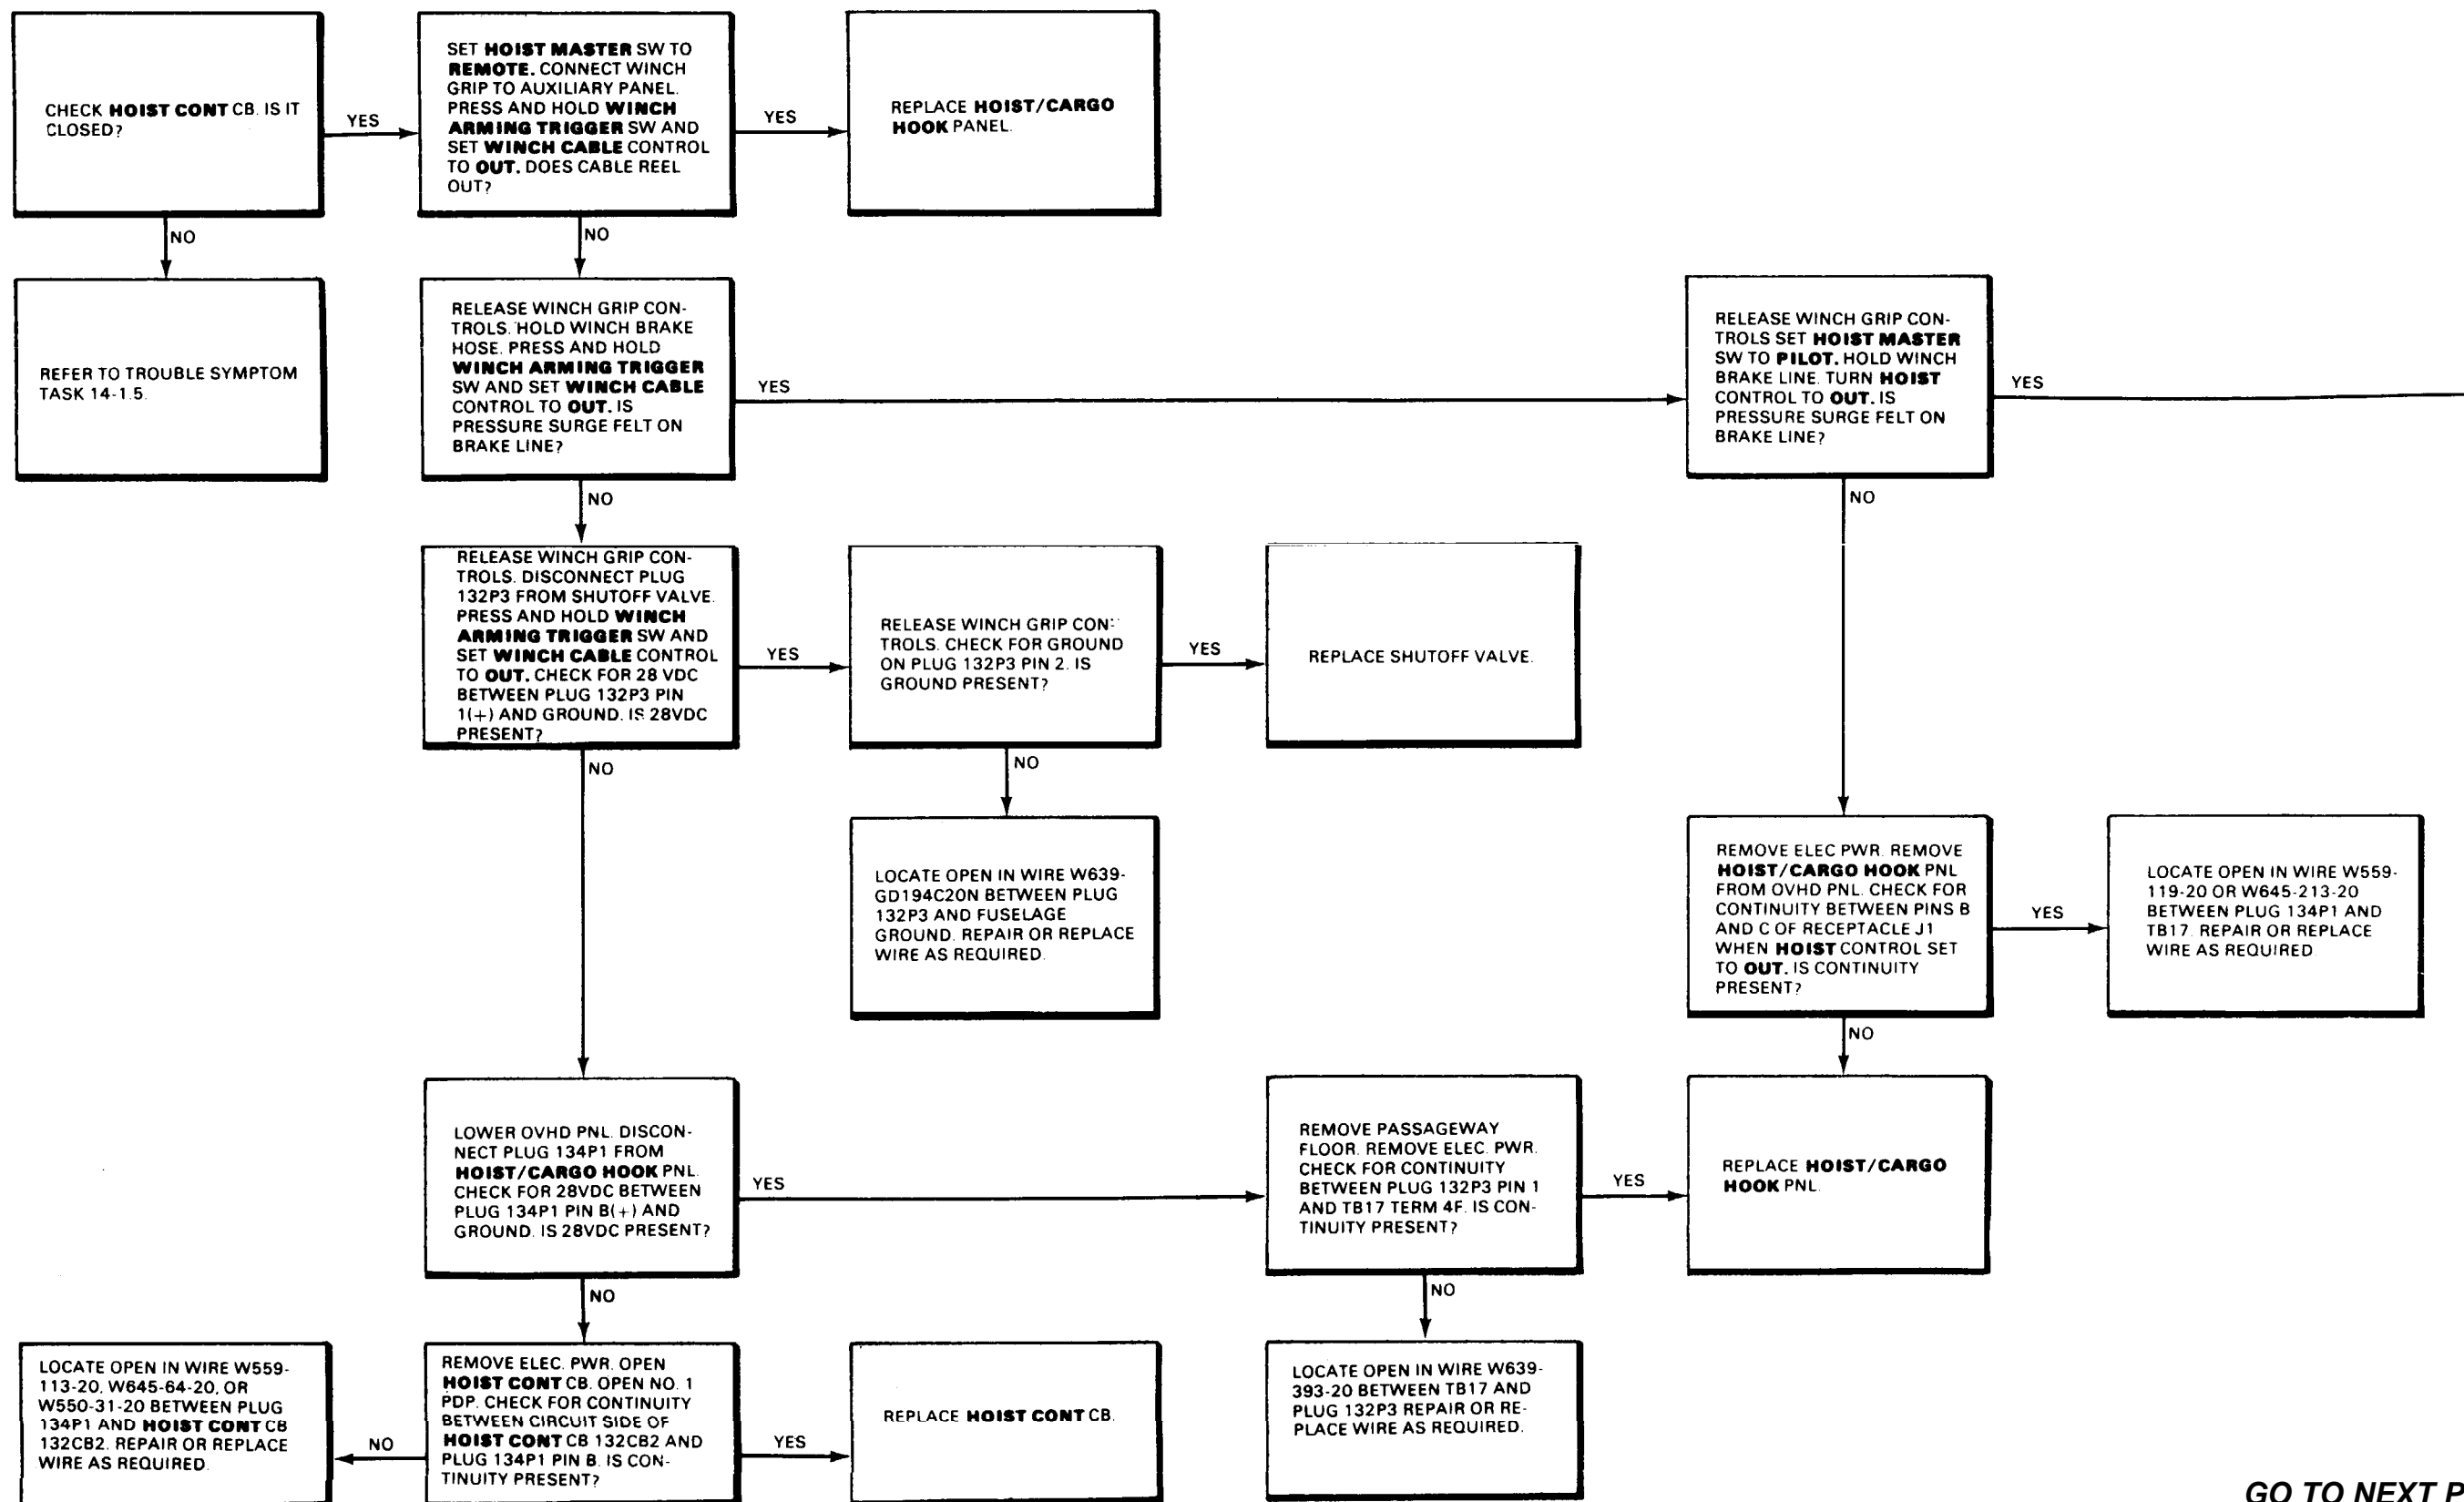 CHECK HOIST CONT CB. IS IT
CLOSED?
YES
NO
SET HOIST MASTER SW TO
REMOTE. CONNECT WINCH
GRIP TO AUXILIARY PANEL.
PRESS AND HOLD WINCH
ARMING TRIGGER SW AND
SET WINCH CABLE CONTROL
TO OUT. DOES CABLE REEL
OUT?
YES
NO
REPLACE HOIST/CARGO
HOOK PANEL.
REFER TO TROUBLE SYMPTOM
TASK 14-1.5.
RELEASE WINCH GRIP CON-
TROLS. HOLD WINCH BRAKE
HOSE. PRESS AND HOLD
WINCH ARMING TRIGGER
SW AND SET WINCH CABLE
CONTROL TO OUT. IS
PRESSURE SURGE FELT ON
BRAKE LINE?
YES
NO
RELEASE WINCH GRIP CON-
TROLS SET HOIST MASTER
SW TO PILOT. HOLD WINCH
BRAKE LINE. TURN HOIST
CONTROL TO OUT. IS
PRESSURE SURGE FELT ON
BRAKE LINE?
YES
NO
RELEASE WINCH GRIP CON-
TROLS. DISCONNECT PLUG
132P3 FROM SHUTOFF VALVE.
PRESS AND HOLD WINCH
ARMING TRIGGER SW AND
SET WINCH CABLE CONTROL
TO OUT. CHECK FOR 28 VDC
BETWEEN PLUG 132P3 PIN
1(+) AND GROUND. IS 28VDC
PRESENT?
YES
NO
RELEASE WINCH GRIP CON-
TROLS. CHECK FOR GROUND
ON PLUG 132P3 PIN 2. IS
GROUND PRESENT?
YES
NO
REPLACE SHUTOFF VALVE.
LOCATE OPEN IN WIRE W639-
GD194C20N BETWEEN PLUG
132P3 AND FUSELAGE
GROUND. REPAIR OR REPLACE
WIRE AS REQUIRED.
REMOVE ELEC PWR. REMOVE
HOIST/CARGO HOOK PNL
FROM OVHD PNL. CHECK FOR
CONTINUITY BETWEEN PINS B
AND C OF RECEPTACLE J1
WHEN HOIST CONTROL SET
TO OUT. IS CONTINUITY
PRESENT?
YES
NO
LOCATE OPEN IN WIRE W559-
119-20 OR W645-213-20
BETWEEN PLUG 134P1 AND
TB17. REPAIR OR REPLACE
WIRE AS REQUIRED.
LOWER OVHD PNL. DISCON-
NECT PLUG 134P1 FROM
HOIST/CARGO HOOK PNL.
CHECK FOR 28VDC BETWEEN
PLUG 134P1 PIN B(+) AND
GROUND. IS 28VDC PRESENT?
YES
NO
REMOVE PASSAGEWAY
FLOOR. REMOVE ELEC. PWR.
CHECK FOR CONTINUITY
BETWEEN PLUG 132P3 PIN 1
AND TB17 TERM 4F. IS CON-
TINUITY PRESENT?
YES
NO
REPLACE HOIST/CARGO
HOOK PNL.
LOCATE OPEN IN WIRE W559-
113-20, W645-64-20, OR
W550-31-20 BETWEEN PLUG
134P1 AND HOIST CONT CB
132CB2. REPAIR OR REPLACE
WIRE AS REQUIRED.
NO
REMOVE ELEC. PWR. OPEN
HOIST CONT CB. OPEN NO. 1
PDP. CHECK FOR CONTINUITY
BETWEEN CIRCUIT SIDE OF
HOIST CONT CB 132CB2 AND
PLUG 134P1 PIN B. IS CON-
TINUITY PRESENT?
YES
REPLACE HOIST CONT CB.
LOCATE OPEN IN WIRE W639-
393-20 BETWEEN TB17 AND
PLUG 132P3 REPAIR OR RE-
PLACE WIRE AS REQUIRED.
GO TO NEXT P